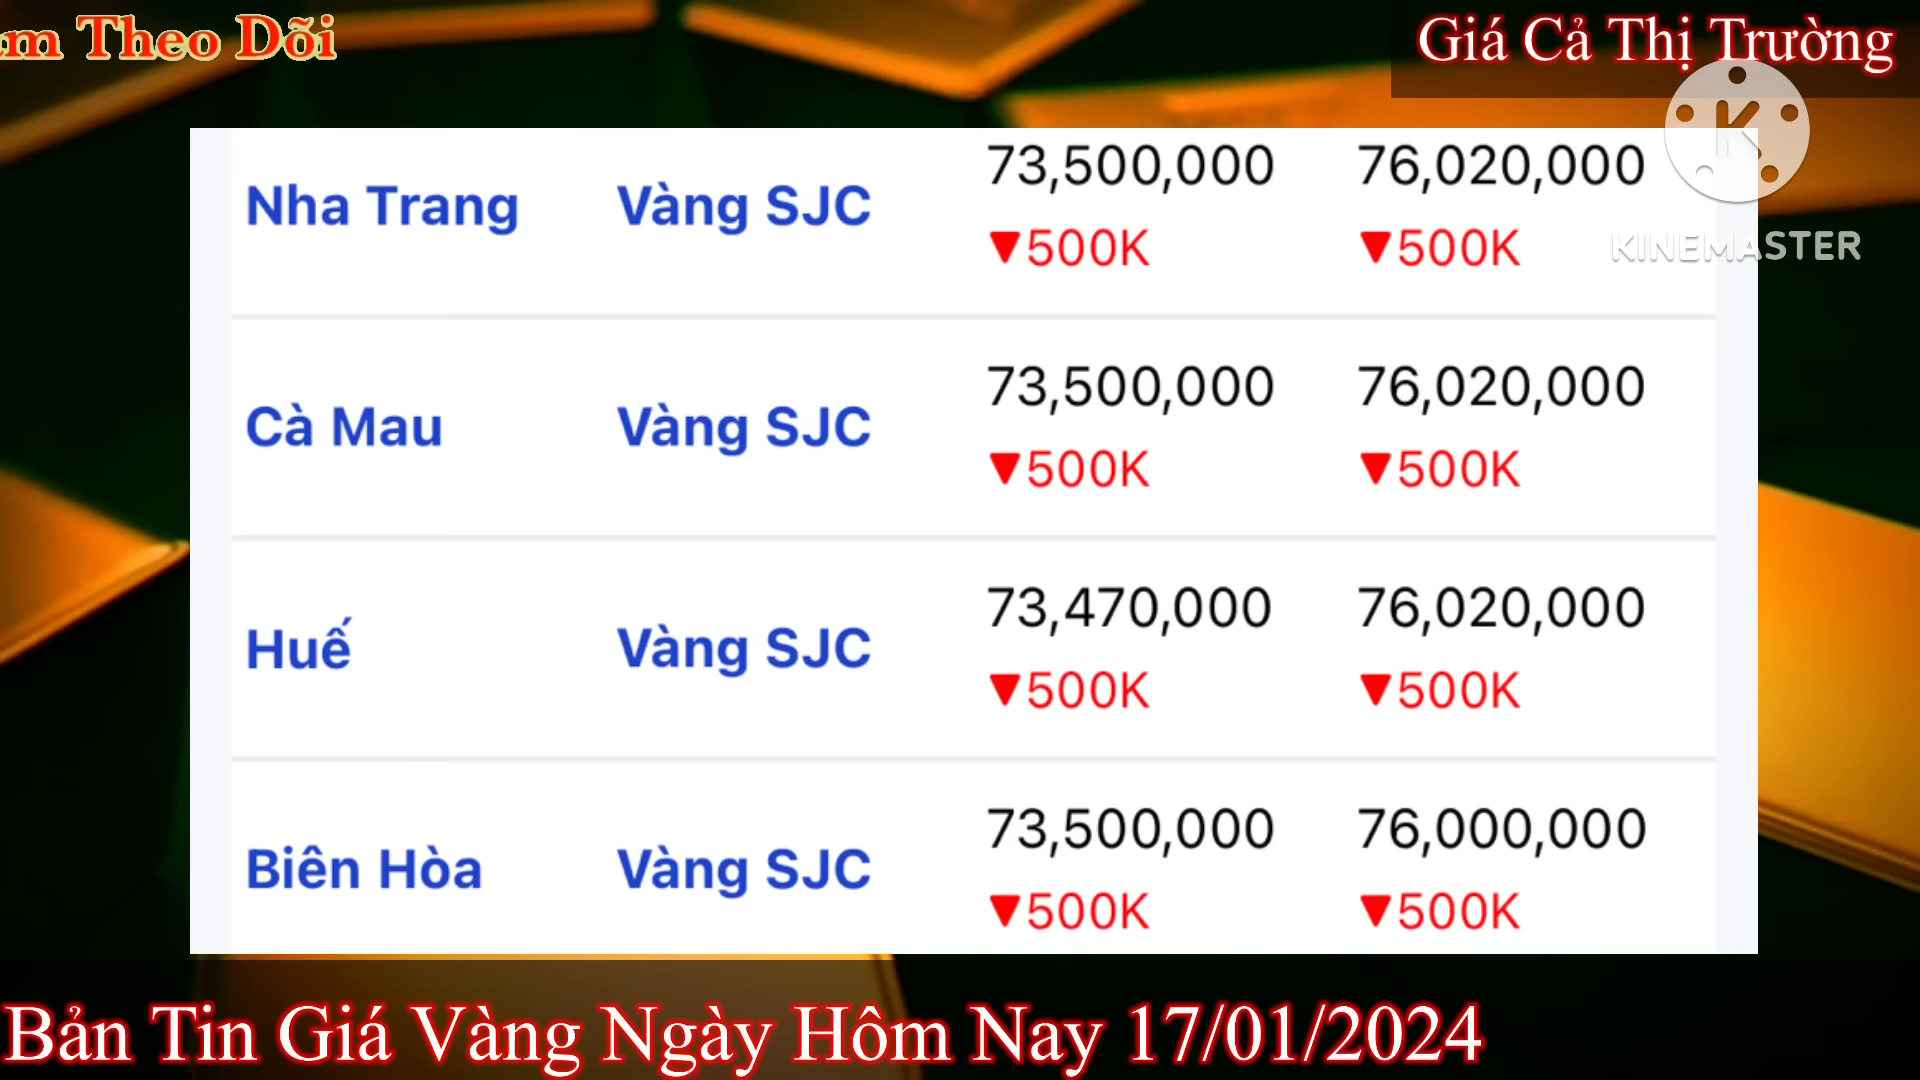 Theo Dõi
Giá Cả Thị Trường
KINEMASTER
Nha Trang Vàng SJC 73,500,000 76,020,000
▼500K ▼500K
Cà Mau Vàng SJC 73,500,000 76,020,000
▼500K ▼500K
Huế Vàng SJC 73,470,000 76,020,000
▼500K ▼500K
Biên Hòa Vàng SJC 73,500,000 76,000,000
▼500K ▼500K
Bản Tin Giá Vàng Ngày Hôm Nay 17/01/2024